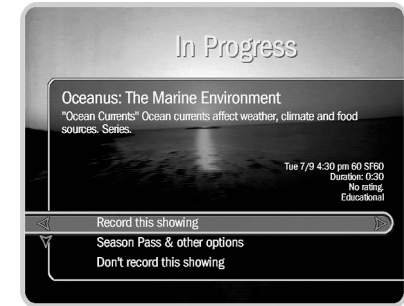 In Progress
Oceanus: The Marine Environment
"Ocean Currents" Ocean currents affect weather, climate and food
sources. Series.
Tue 7/9 4:30 pm 60 SF60
Duration: 0:30
No rating.
Educational
Record this showing
Season Pass & other options
Don't record this showing